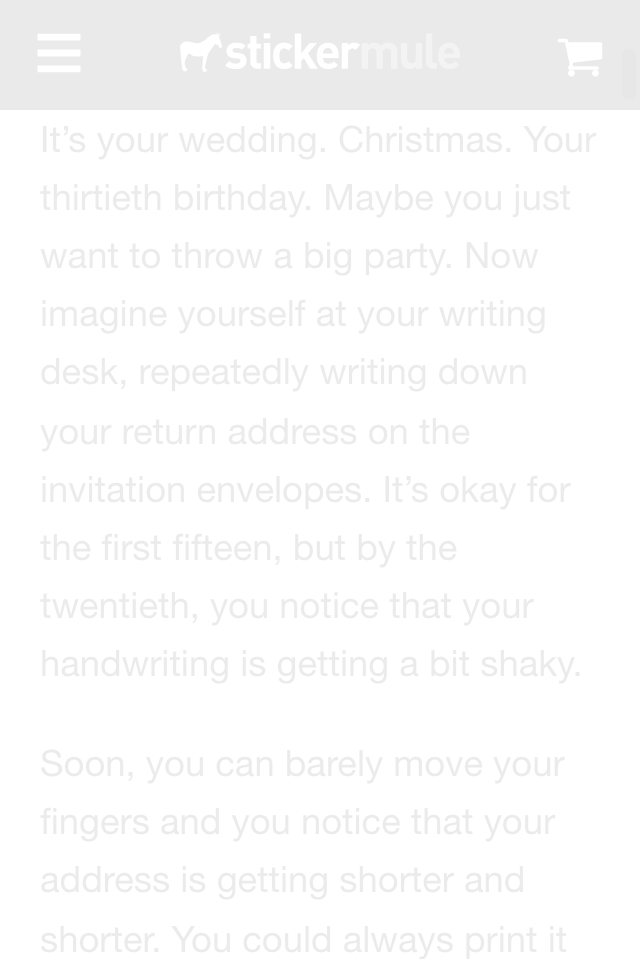 stickermule
It’s your wedding. Christmas. Your
thirtieth birthday. Maybe you just
want to throw a big party. Now
imagine yourself at your writing
desk, repeatedly writing down
your return address on the
invitation envelopes. It’s okay for
the first fifteen, but by the
twentieth, you notice that your
handwriting is getting a bit shaky.
Soon, you can barely move your
fingers and you notice that your
address is getting shorter and
shorter. You could always print it